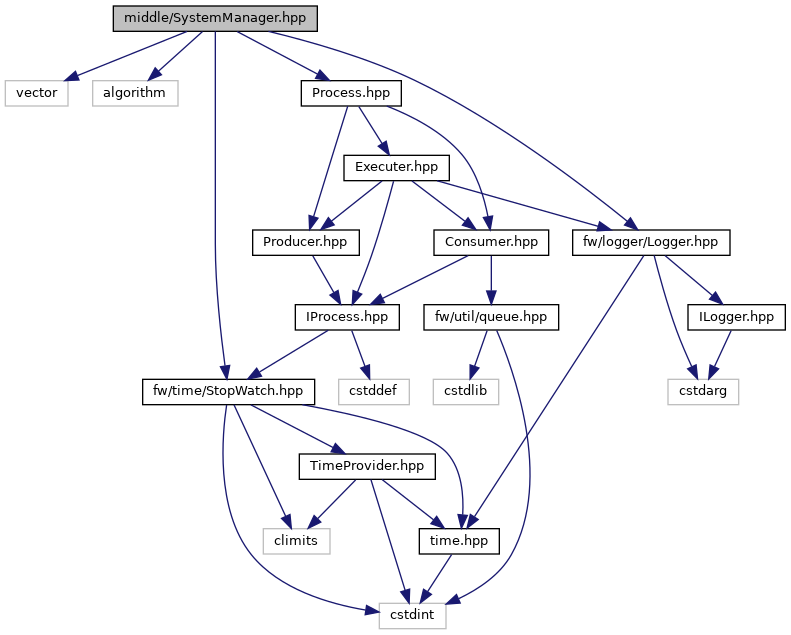 middle/SystemManager.hpp
vector
algorithm
Process.hpp
Executer.hpp
Producer.hpp
Consumer.hpp
fw/logger/Logger.hpp
IProcess.hpp
fw/util/queue.hpp
ILogger.hpp
fw/time/StopWatch.hpp
cstddef
cstdlib
cstdarg
TimeProvider.hpp
climits
time.hpp
cstdint